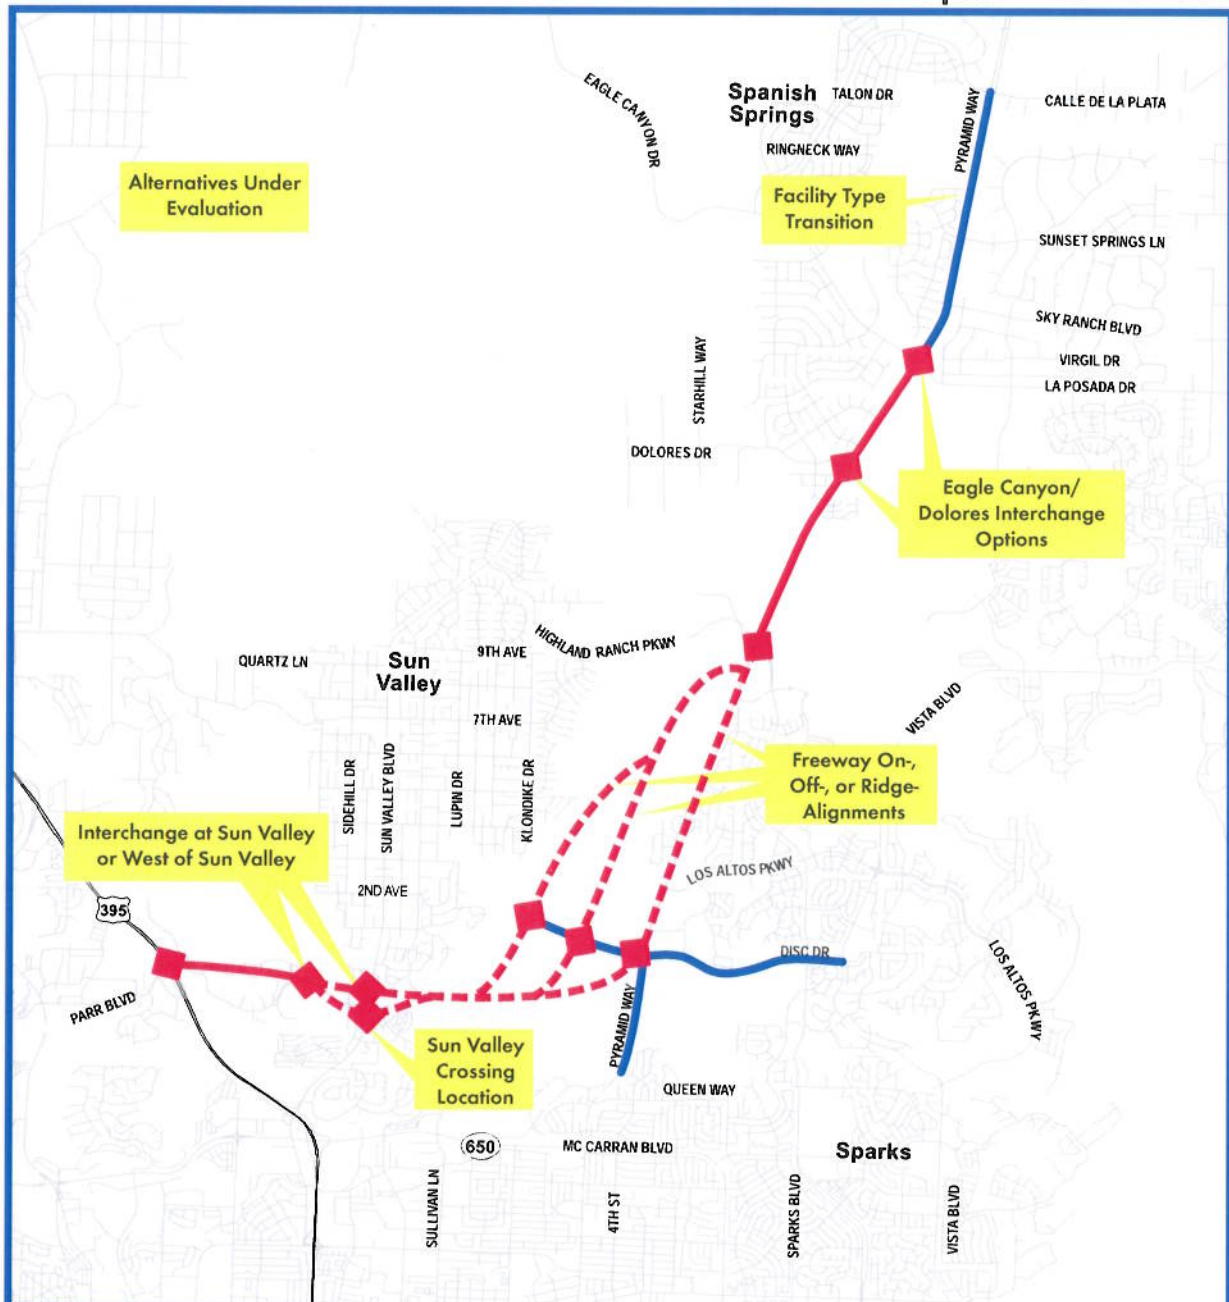 EAGLE CANYON DR
Spanish
Springs
TALON DR
PYRAMID WAY
CALLE DE LA PLATA
RINGNECK WAY
Alternatives Under
Evaluation
Facility Type
Transition
SUNSET SPRINGS LN
SKY RANCH BLVD
VIRGIL DR
LA POSADA DR
STARHILL WAY
DOLORES DR
Eagle Canyon/
Dolores Interchange
Options
HIGHLAND RANCH PKWY
9TH AVE
QUARTZ LN
Sun
Valley
7TH AVE
VISTA BLVD
Freeway On-,
Off-, or Ridge-
Alignments
SIDEHILL DR
SUN VALLEY BLVD
LUPIN DR
KLONDIKE DR
Interchange at Sun Valley
or West of Sun Valley
LOS ALTOS PKWY
2ND AVE
395
DISC DR
LOS ALTOS PKWY
PARR BLVD
PYRAMID WAY
Sun Valley
Crossing
Location
QUEEN WAY
650
MC CARRAN BLVD
Sparks
SULLIVAN LN
4TH ST
SPARKS BLVD
VISTA BLVD